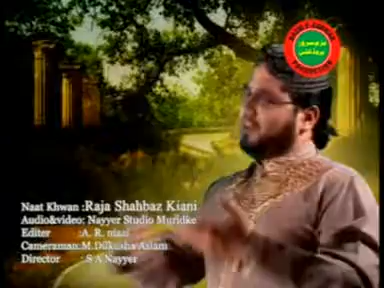 Naat Khwan :Raja Shahbaz Kiani
Audio&video: Nayyer Studio Muridke
Editer :A. R. niazi
Cameraman:M.Dilkusha Aslam
Director : S A Nayyer